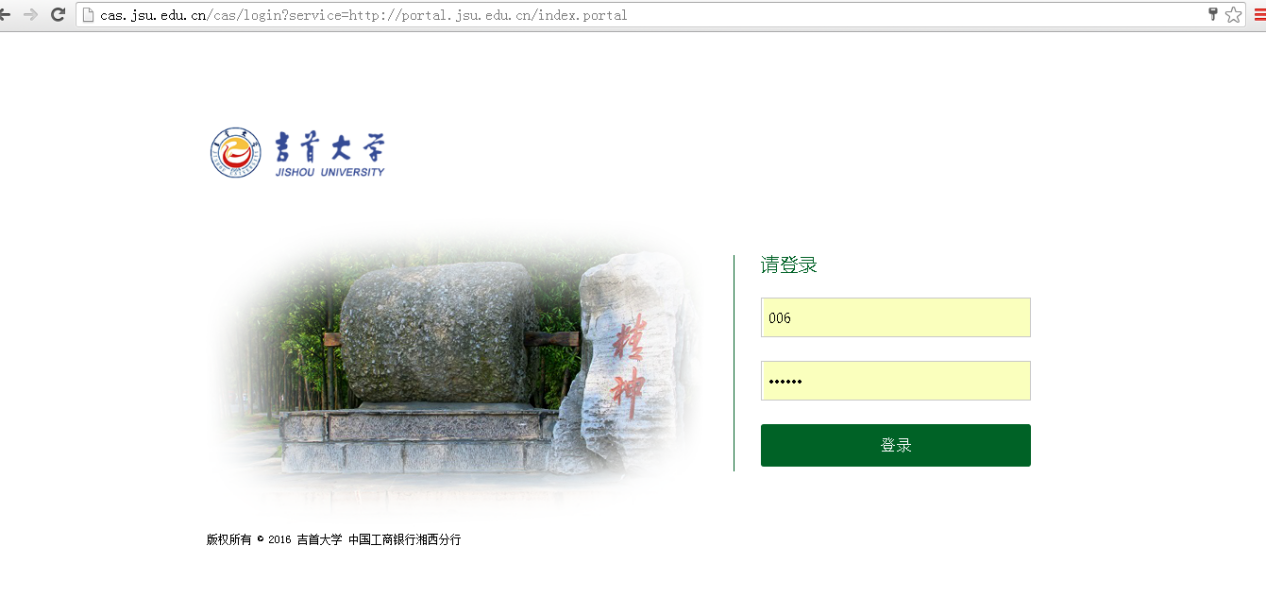 cas.jsu.edu.cn/cas/login?service=http://portal.jsu.edu.cn/index.portal
吉首大学
JISHOU UNIVERSITY
请登录
006
••••••
精神
登录
版权所有 © 2016 吉首大学 中国工商银行湘西分行